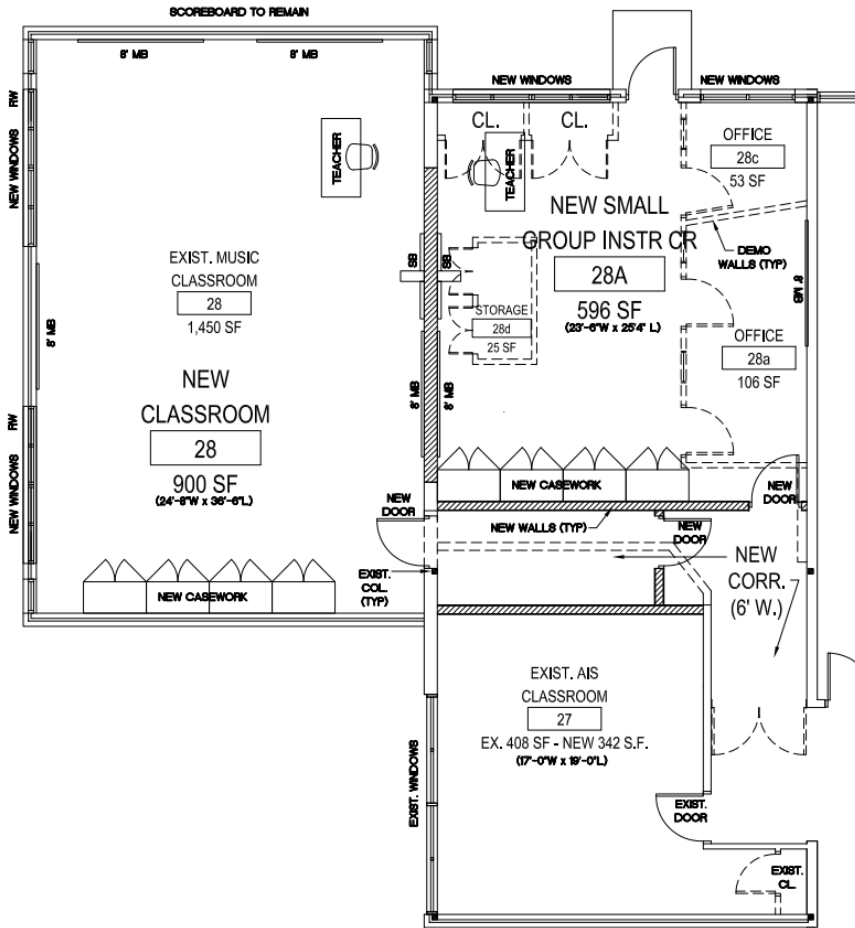 SCOREBOARD TO REMAIN
8' MB
8' MB
RW
NEW WINDOWS
TEACHER
EXIST. MUSIC
CLASSROOM
28
1,450 SF
8' MB
NEW
CLASSROOM
28
900 SF
(24'-8"W x 36'-6"L)
RW
NEW WINDOWS
NEW CASEWORK
NEW
DOOR
EXIST.
COL.
(TYP)
NEW WINDOWS
NEW WINDOWS
CL.
CL.
TEACHER
OFFICE
28c
53 SF
NEW SMALL
GROUP INSTR CR
28A
596 SF
(23'-6"W X 25'4" L)
DEMO
WALLS (TYP)
SB
SB
STORAGE
28d
25 SF
8' MB
OFFICE
28a
106 SF
8' MB
8' MB
NEW CASEWORK
NEW
DOOR
NEW WALLS (TYP)
NEW
DOOR
NEW
CORR.
(6' W.)
EXIST. AIS
CLASSROOM
27
EX. 408 SF - NEW 342 S.F.
(17'-0"W x 19'-0"L)
EXIST. WINDOWS
EXIST.
DOOR
EXIST.
CL.